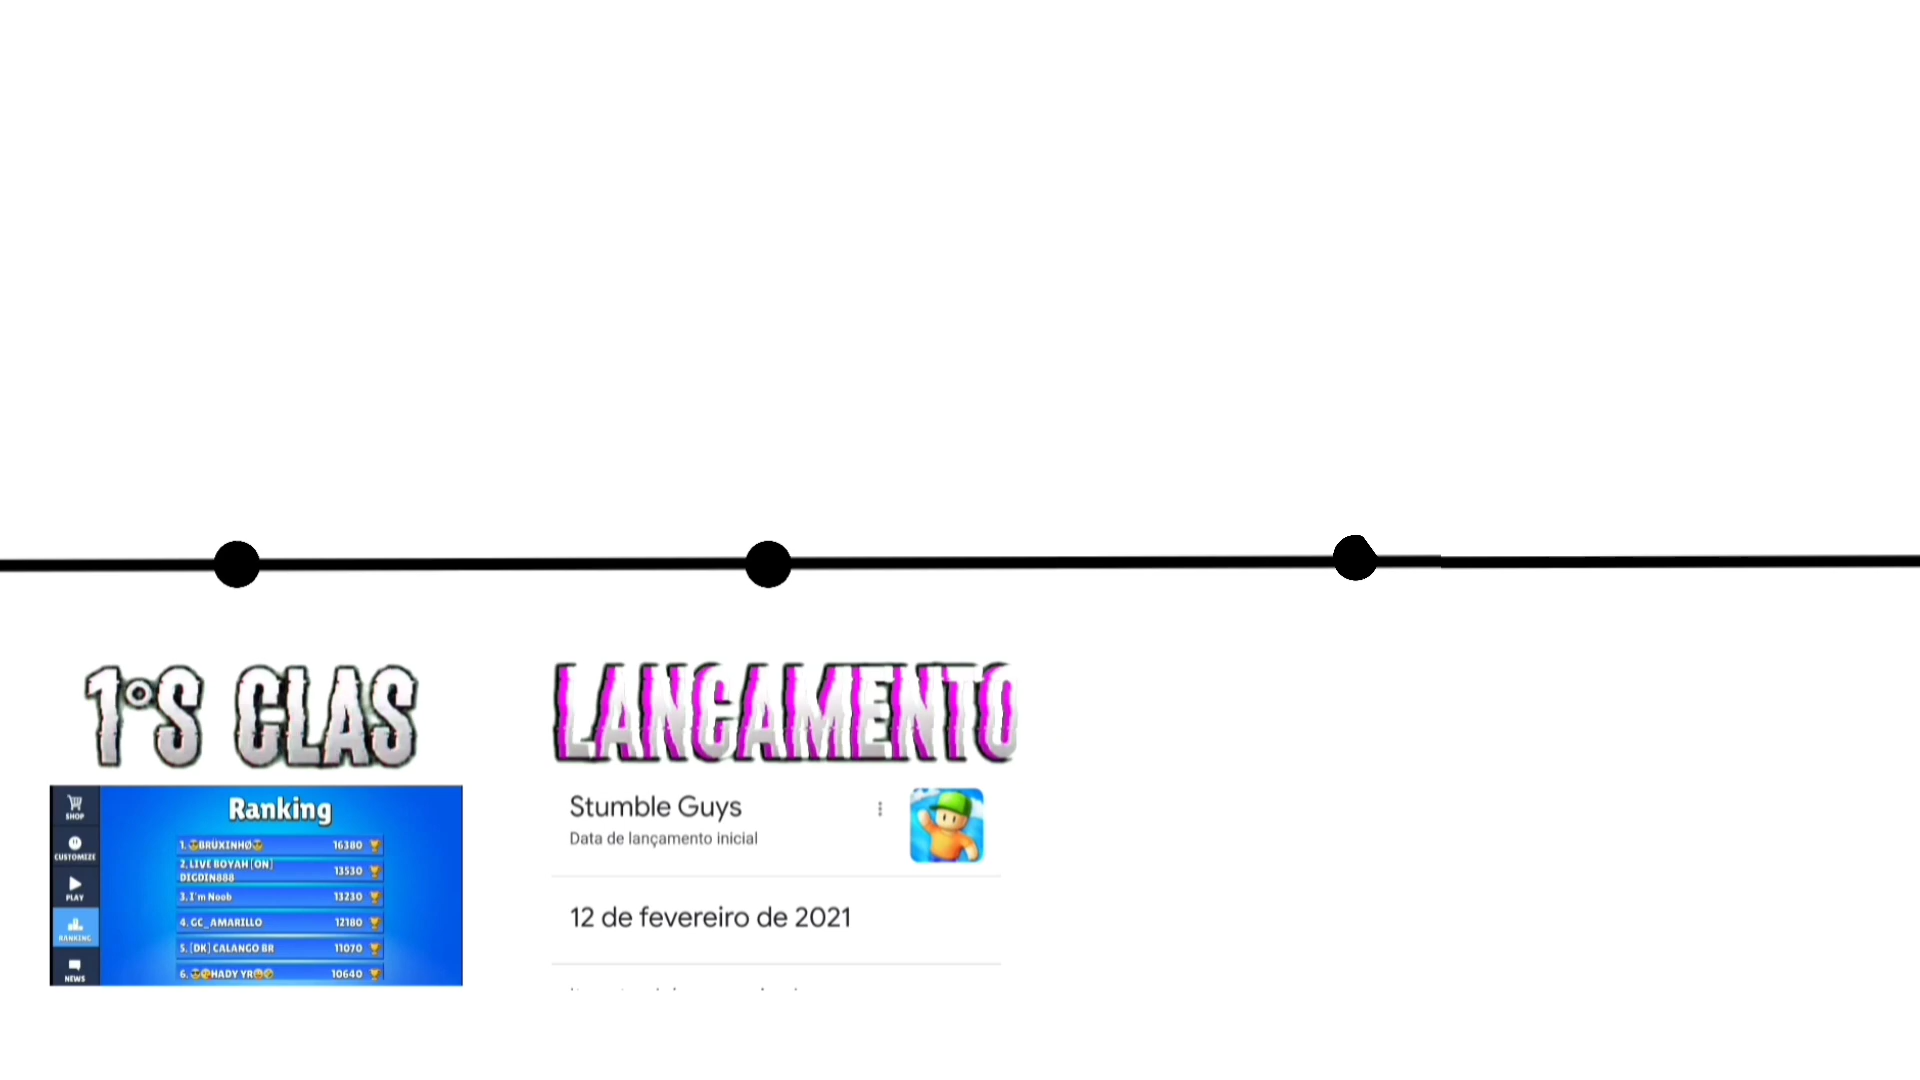 1°S CLAS
Ranking
SHOP
CUSTOMIZE
PLAY
RANKING
NEWS
1. 😎BRÜXINHØ😎 16380
2. LIVE BOYAH [ON] DIGDIN888 13530
3. I'm Noob 13230
4. GC_AMARILLO 12180
5. [DK] CALANGO BR 11070
6. HADY YR 10640
LANCAMENTO
Stumble Guys
Data de lançamento inicial
12 de fevereiro de 2021